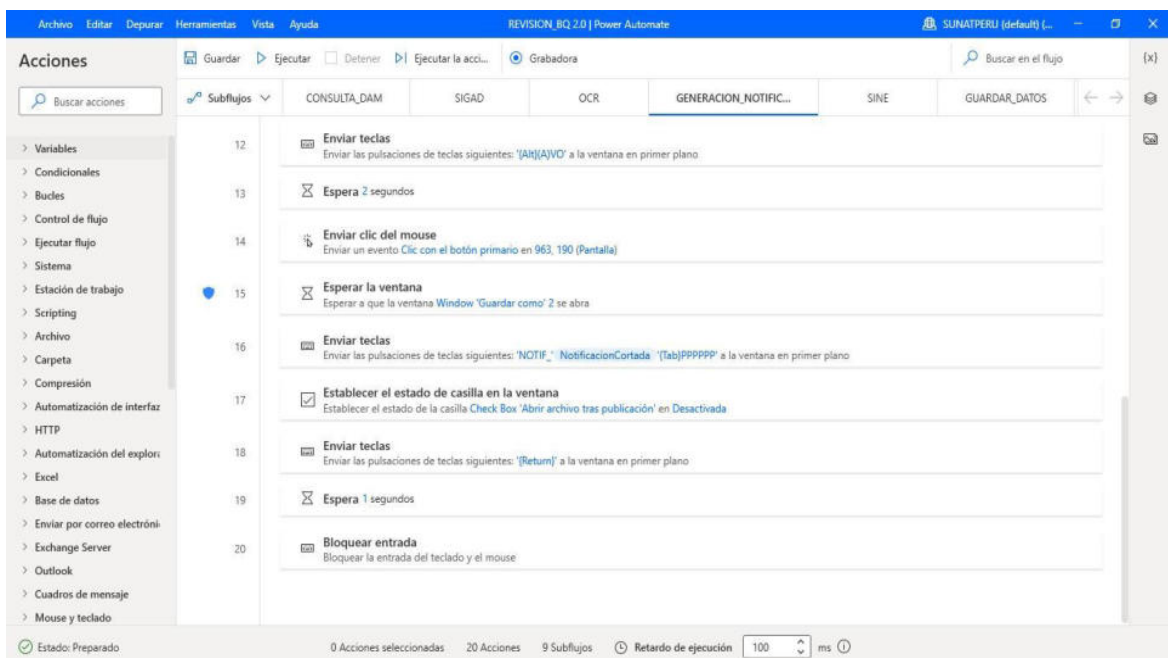 Archivo Editar Depurar Herramientas Vista Ayuda REVISION_BQ 2.0 | Power Automate SUNATPERU (default) (...
Acciones Guardar Ejecutar Detener Ejecutar la acci... Grabadora Buscar en el flujo {x}
Buscar acciones Subflujos CONSULTA_DAM SIGAD OCR GENERACION_NOTIFIC... SINE GUARDAR_DATOS
Variables
Condicionales
Bucles
Control de flujo
Ejecutar flujo
Sistema
Estación de trabajo
Scripting
Archivo
Carpeta
Compresión
Automatización de interfaz
HTTP
Automatización del explora
Excel
Base de datos
Enviar por correo electróni
Exchange Server
Outlook
Cuadros de mensaje
Mouse y teclado
12 Enviar teclas
Enviar las pulsaciones de teclas siguientes: '{Alt}{A}VO' a la ventana en primer plano
13 Espera 2 segundos
14 Enviar clic del mouse
Enviar un evento Clic con el botón primario en 963, 190 (Pantalla)
15 Esperar la ventana
Esperar a que la ventana Window 'Guardar como' 2 se abra
16 Enviar teclas
Enviar las pulsaciones de teclas siguientes: 'NOTIF_' NotificacionCortada '{Tab}PPPPPP' a la ventana en primer plano
17 Establecer el estado de casilla en la ventana
Establecer el estado de la casilla Check Box 'Abrir archivo tras publicación' en Desactivada
18 Enviar teclas
Enviar las pulsaciones de teclas siguientes: '{Return}' a la ventana en primer plano
19 Espera 1 segundos
20 Bloquear entrada
Bloquear la entrada del teclado y el mouse
Estado: Preparado 0 Acciones seleccionadas 20 Acciones 9 Subflujos Retardo de ejecución 100 ms